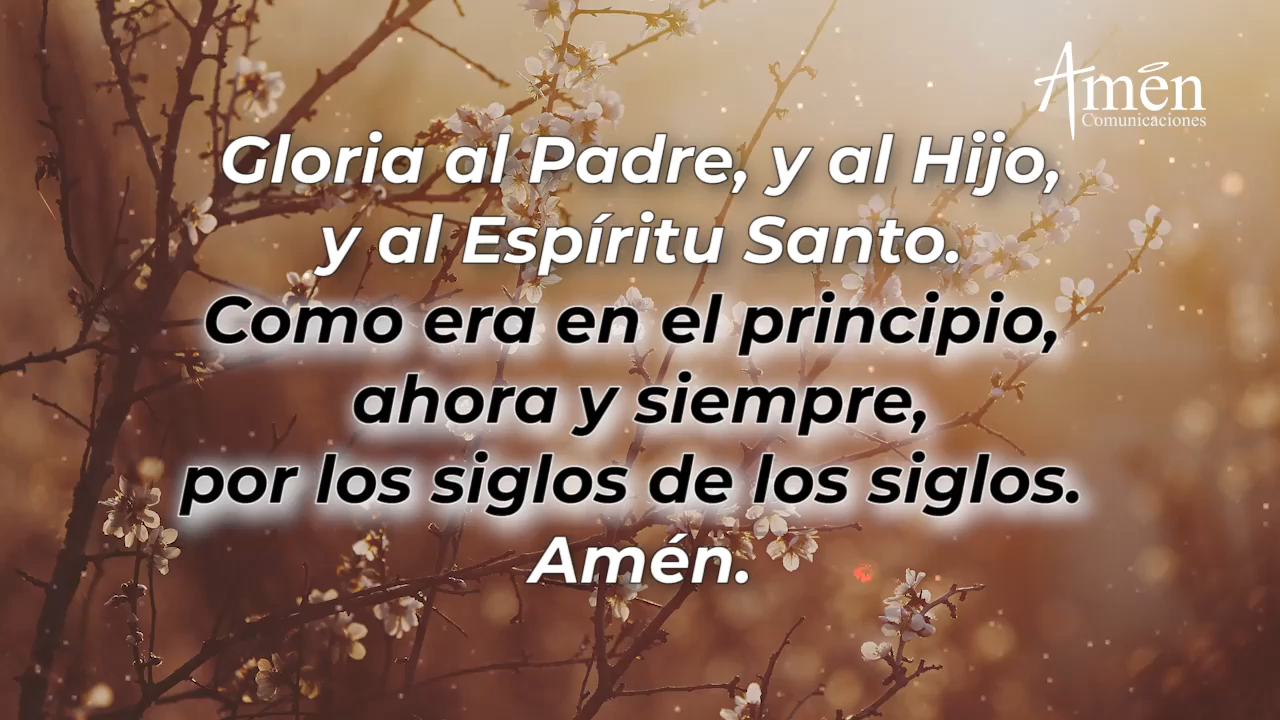 Amén
Comunicaciones
Gloria al Padre, y al Hijo,
y al Espíritu Santo.
Como era en el principio,
ahora y siempre,
por los siglos de los siglos.
Amén.